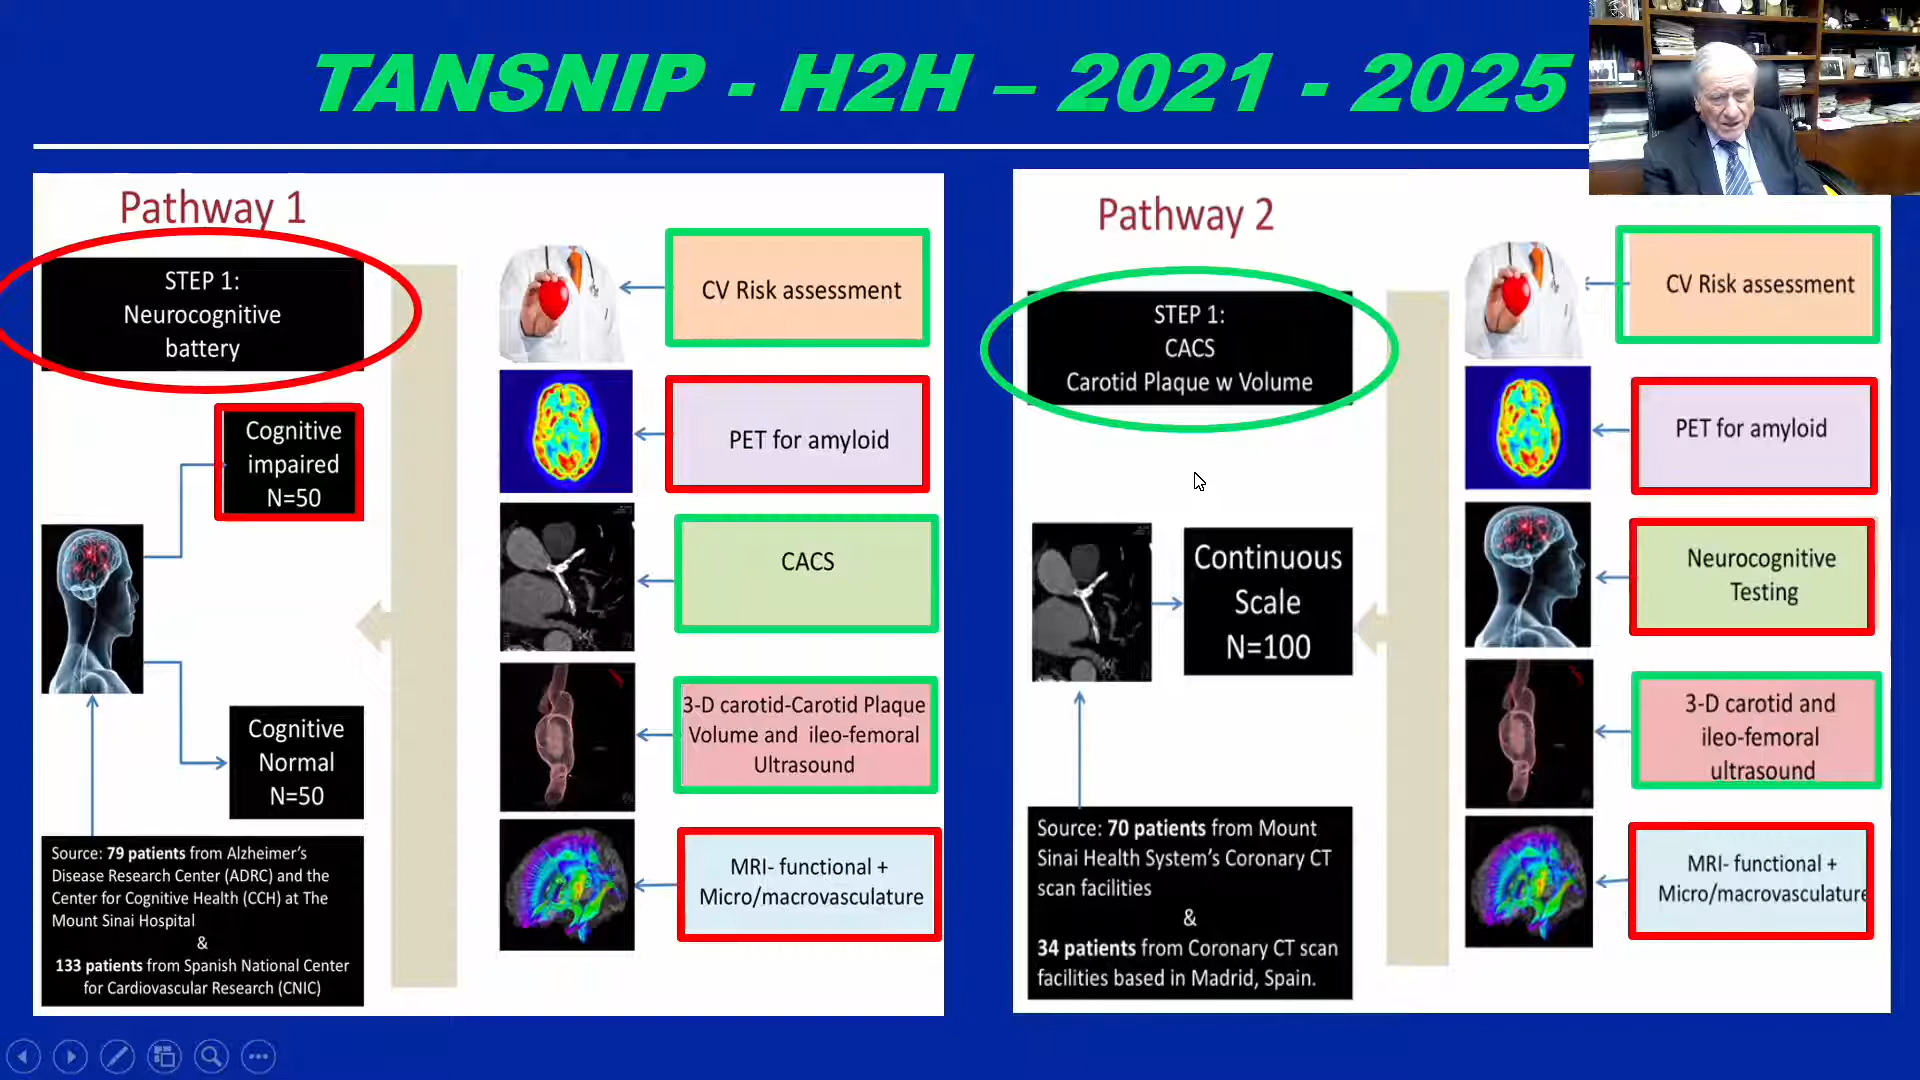 TANSNIP - H2H – 2021 - 2025
Pathway 1
STEP 1:
Neurocognitive
battery
Cognitive
impaired
N=50
Cognitive
Normal
N=50
Source: 79 patients from Alzheimer's
Disease Research Center (ADRC) and the
Center for Cognitive Health (CCH) at The
Mount Sinai Hospital
&
133 patients from Spanish National Center
for Cardiovascular Research (CNIC)
CV Risk assessment
PET for amyloid
CACS
3-D carotid-Carotid Plaque
Volume and ileo-femoral
Ultrasound
MRI- functional +
Micro/macrovasculature
Pathway 2
STEP 1:
CACS
Carotid Plaque w Volume
Continuous
Scale
N=100
Source: 70 patients from Mount
Sinai Health System's Coronary CT
scan facilities
&
34 patients from Coronary CT scan
facilities based in Madrid, Spain.
CV Risk assessment
PET for amyloid
Neurocognitive
Testing
3-D carotid and
ileo-femoral
ultrasound
MRI- functional +
Micro/macrovasculature